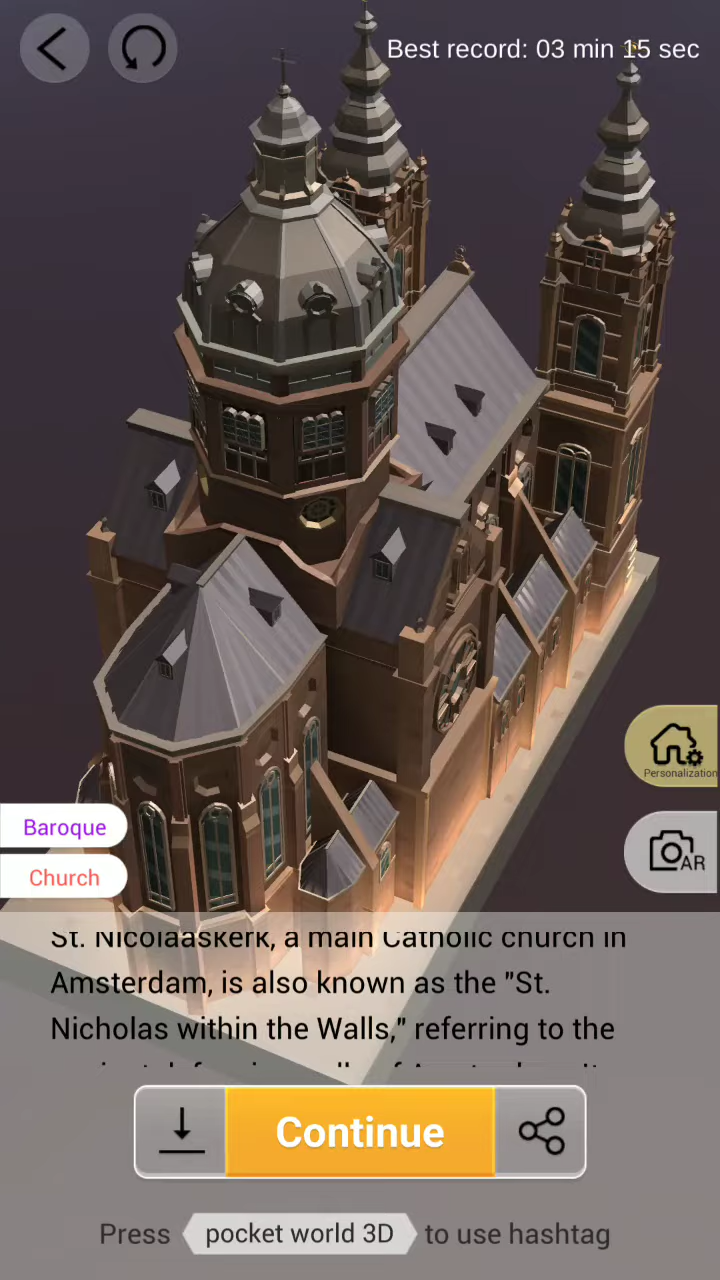 Best record: 03 min 15 sec
Personalization
AR
Baroque
Church
St. Nicolaaskerk, a main Catholic church in
Amsterdam, is also known as the "St.
Nicholas within the Walls," referring to the
Continue
Press pocket world 3D to use hashtag